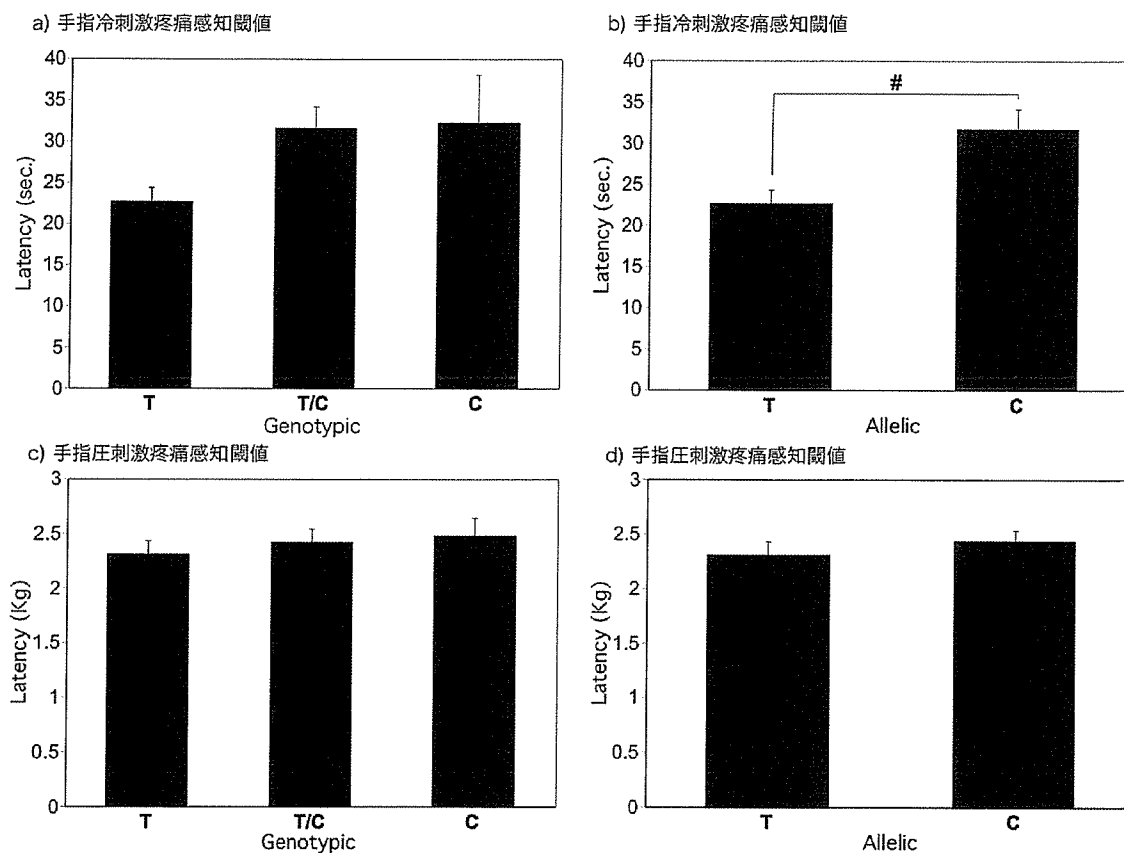 a) 手指冷刺激疼痛感知閾値
40
35
30
25
20
15
10
5
0
Latency (sec.)
T T/C C
Genotypic
b) 手指冷刺激疼痛感知閾値
40
35
30
25
20
15
10
5
0
Latency (sec.)
#
T C
Allelic
c) 手指圧刺激疼痛感知閾値
3
2.5
2
1.5
1
0.5
0
Latency (Kg)
T T/C C
Genotypic
d) 手指圧刺激疼痛感知閾値
3
2.5
2
1.5
1
0.5
0
Latency (Kg)
T C
Allelic